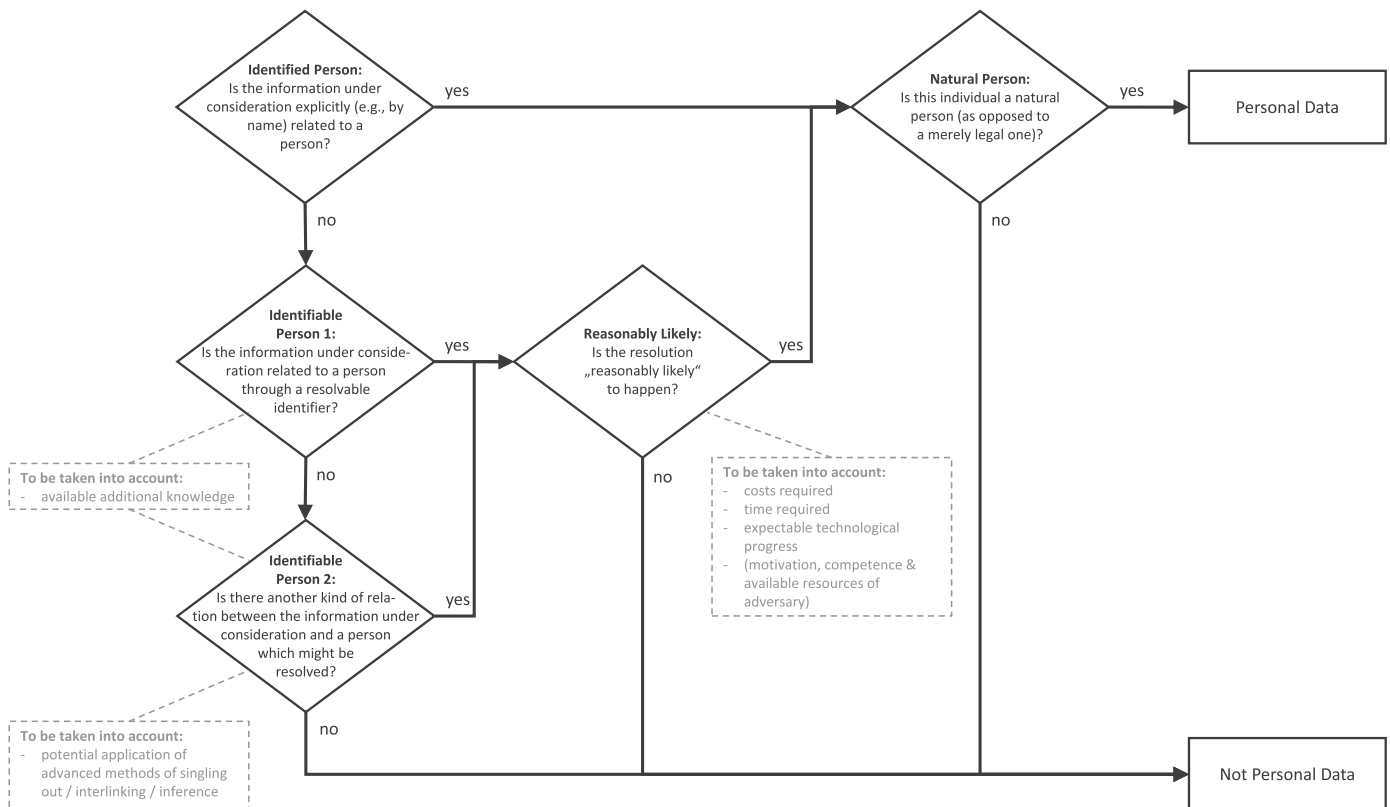 Identified Person:
Is the information under
consideration explicitly (e.g., by
name) related to a
person?
yes
Natural Person:
Is this individual a natural
person (as opposed to
a merely legal one)?
yes
Personal Data
no
no
Identifiable
Person 1:
Is the information under conside-
ration related to a person
through a resolvable
identifier?
yes
Reasonably Likely:
Is the resolution
„reasonably likely“
to happen?
yes
To be taken into account:
- available additional knowledge
no
no
To be taken into account:
- costs required
- time required
- expectable technological
progress
- (motivation, competence &
available resources of
adversary)
Identifiable
Person 2:
Is there another kind of rela-
tion between the information under
consideration and a person
which might be
resolved?
yes
no
To be taken into account:
- potential application of
advanced methods of singling
out / interlinking / inference
Not Personal Data